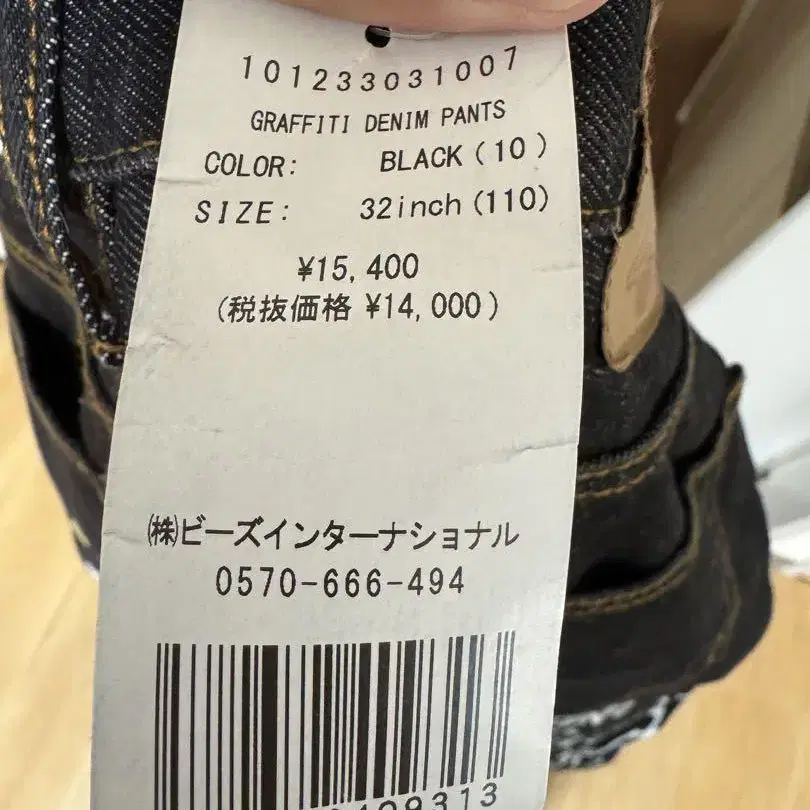 101233031007
GRAFFITI DENIM PANTS
COLOR: BLACK(10)
SIZE: 32inch(110)
¥15,400
(税抜価格 ¥14,000)
㈱ビーズインターナショナル
0570-666-494